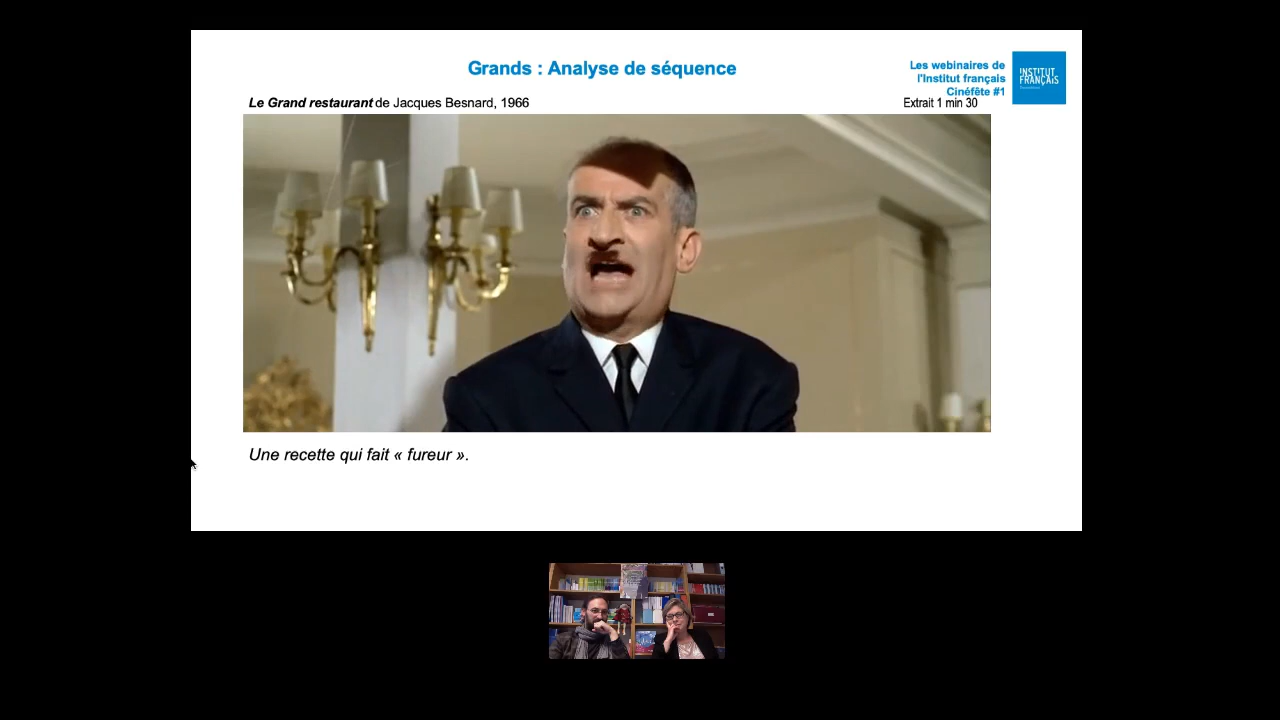 Grands : Analyse de séquence
Les webinaires de
l'Institut français
Cinéfête #1
INSTITUT
FRANÇAIS
Le Grand restaurant de Jacques Besnard, 1966
Extrait 1 min 30
Une recette qui fait « fureur ».